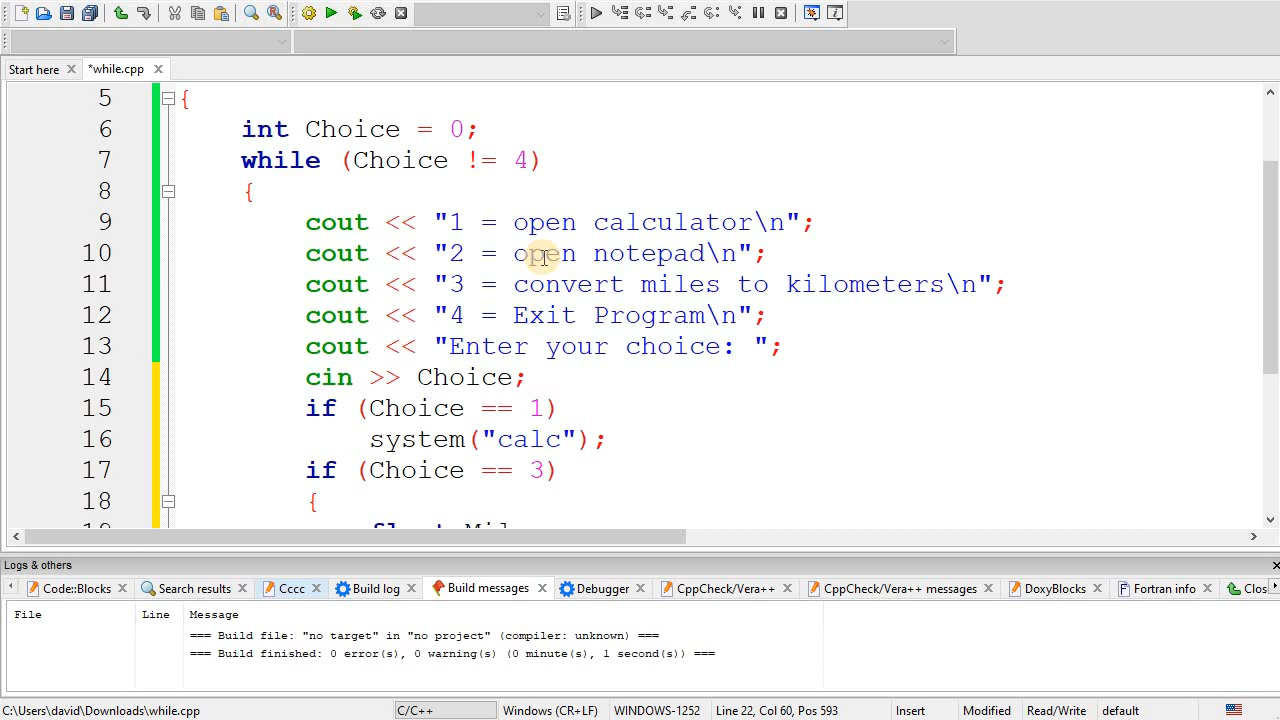 Start here
*while.cpp
5 {
6 int Choice = 0;
7 while (Choice != 4)
8 {
9 cout << "1 = open calculator\n";
10 cout << "2 = open notepad\n";
11 cout << "3 = convert miles to kilometers\n";
12 cout << "4 = Exit Program\n";
13 cout << "Enter your choice: ";
14 cin >> Choice;
15 if (Choice == 1)
16 system("calc");
17 if (Choice == 3)
18 {
Logs & others
Code::Blocks Search results Cccc Build log Build messages Debugger CppCheck/Vera++ CppCheck/Vera++ messages DoxyBlocks Fortran info Clos
File Line Message
=== Build file: "no target" in "no project" (compiler: unknown) ===
=== Build finished: 0 error(s), 0 warning(s) (0 minute(s), 1 second(s)) ===
C:\Users\david\Downloads\while.cpp C/C++ Windows (CR+LF) WINDOWS-1252 Line 22, Col 60, Pos 593 Insert Modified Read/Write default